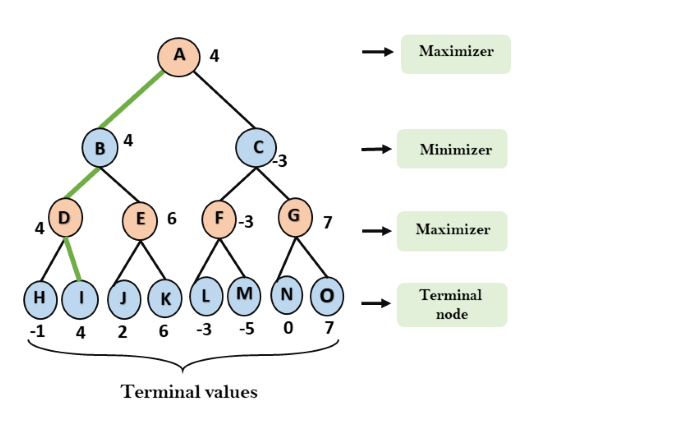 A 4 Maximizer
B 4 C -3 Minimizer
4 D E 6 F -3 G 7 Maximizer
H I J K L M N O Terminal
node
-1 4 2 6 -3 -5 0 7
Terminal values